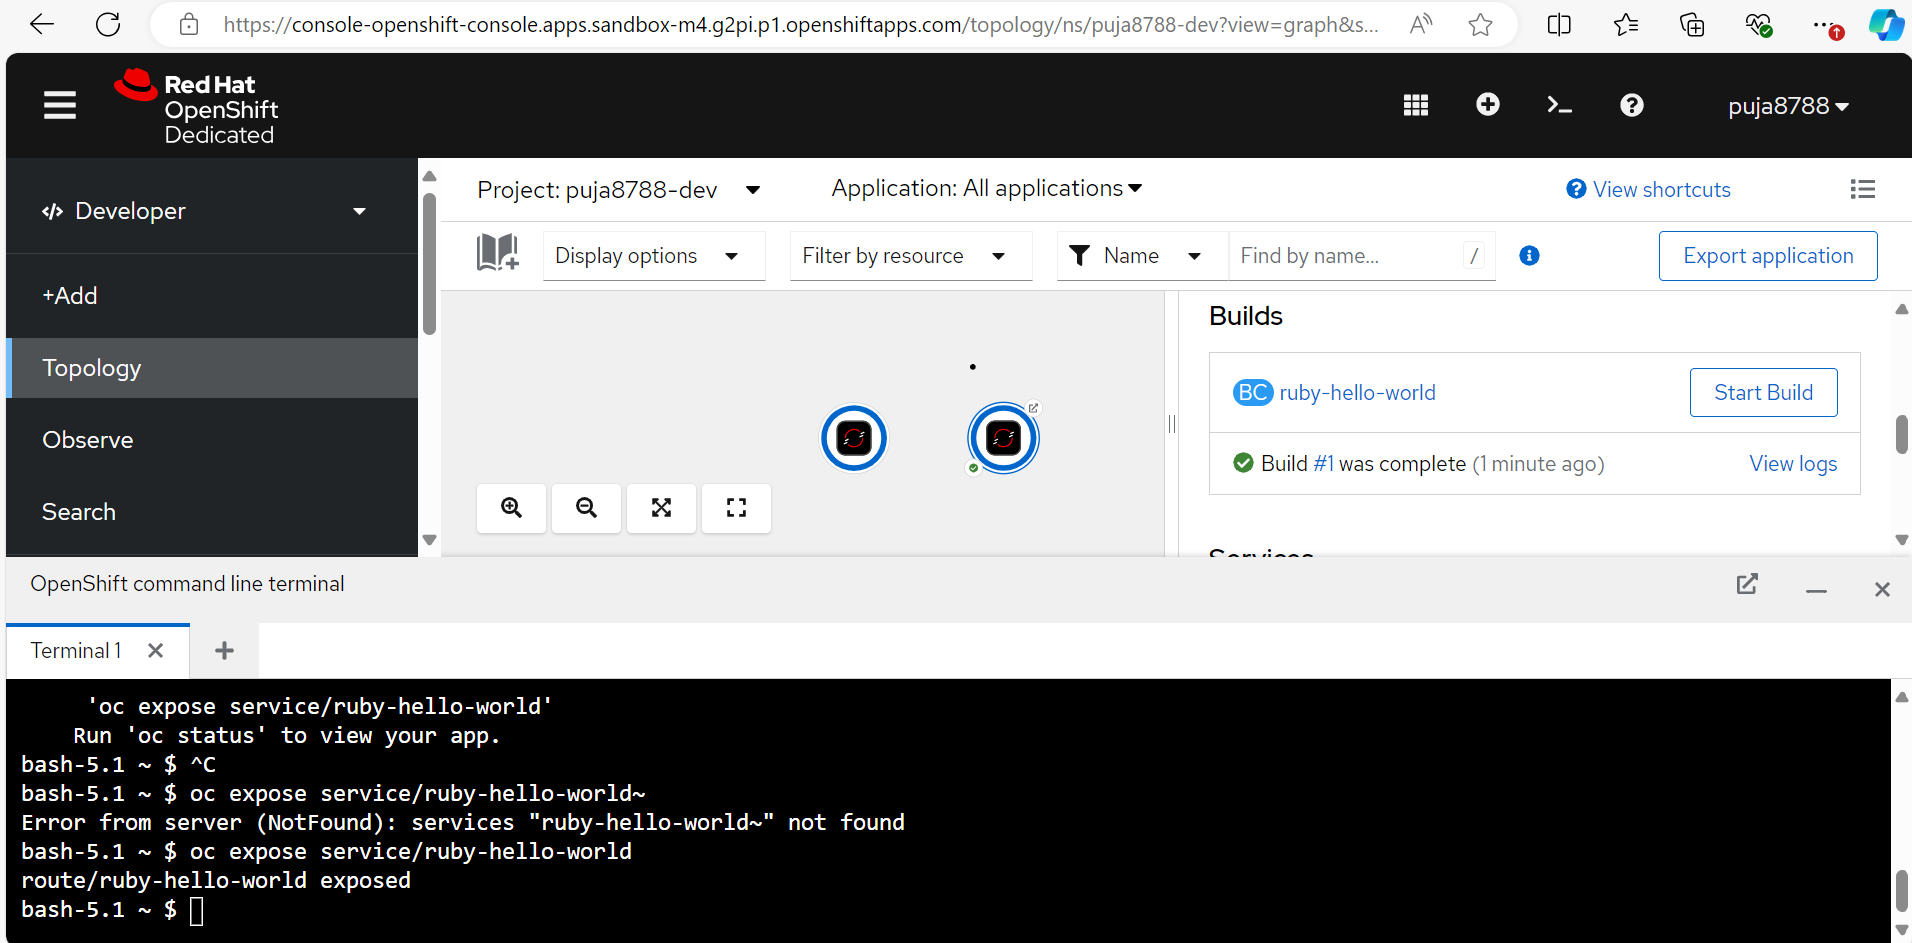 https://console-openshift-console.apps.sandbox-m4.g2pi.p1.openshiftapps.com/topology/ns/puja8788-dev?view=graph&s...
Red Hat
OpenShift
Dedicated
puja8788
Developer
Project: puja8788-dev
Application: All applications
View shortcuts
Display options
Filter by resource
Name
Find by name...
/
Export application
+Add
Topology
Observe
Search
Builds
BC ruby-hello-world
Start Build
Build #1 was complete (1 minute ago)
View logs
Services
OpenShift command line terminal
Terminal 1
'oc expose service/ruby-hello-world'
Run 'oc status' to view your app.
bash-5.1 ~ $ ^C
bash-5.1 ~ $ oc expose service/ruby-hello-world~
Error from server (NotFound): services "ruby-hello-world~" not found
bash-5.1 ~ $ oc expose service/ruby-hello-world
route/ruby-hello-world exposed
bash-5.1 ~ $